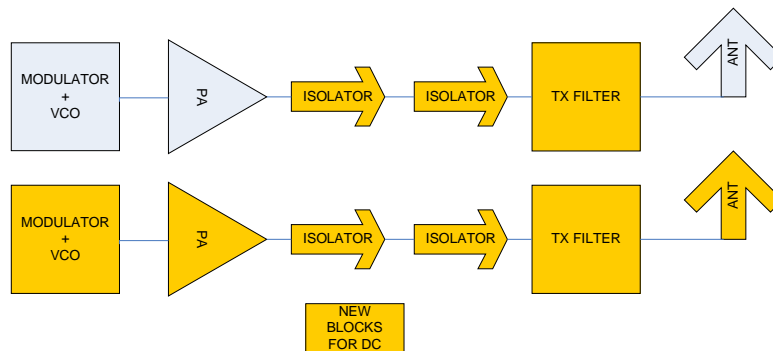 MODULATOR
+
VCO
PA
ISOLATOR
ISOLATOR
TX FILTER
ANT
MODULATOR
+
VCO
PA
ISOLATOR
ISOLATOR
TX FILTER
ANT
NEW
BLOCKS
FOR DC